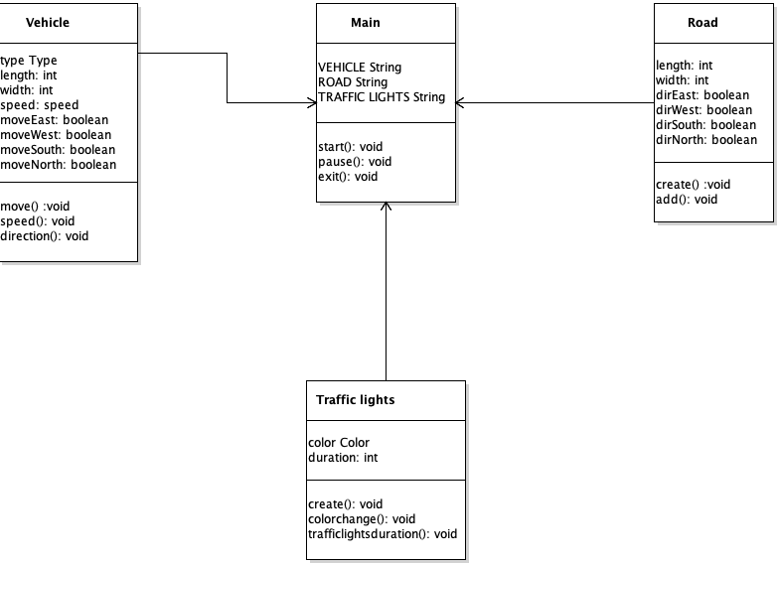 Vehicle
type Type
length: int
width: int
speed: speed
moveEast: boolean
moveWest: boolean
moveSouth: boolean
moveNorth: boolean
move() :void
speed(): void
direction(): void
Main
VEHICLE String
ROAD String
TRAFFIC LIGHTS String
start(): void
pause(): void
exit(): void
Road
length: int
width: int
dirEast: boolean
dirWest: boolean
dirSouth: boolean
dirNorth: boolean
create() :void
add(): void
Traffic lights
color Color
duration: int
create(): void
colorchange(): void
trafficlightsduration(): void